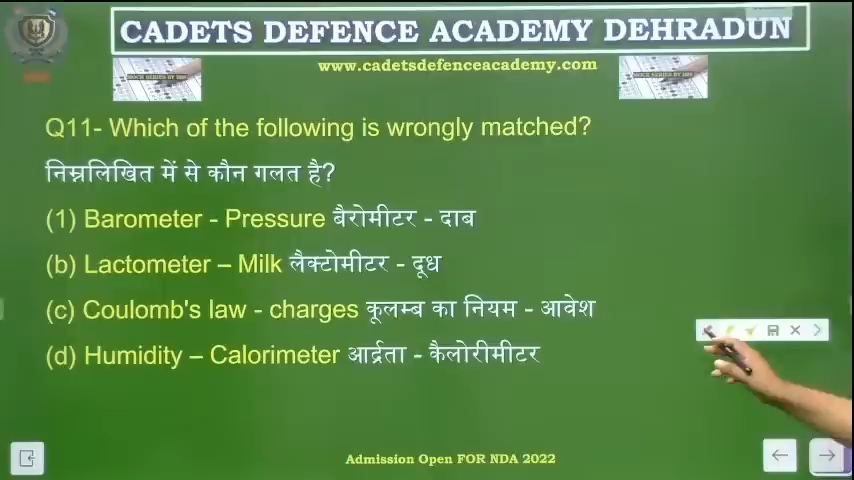 CADETS DEFENCE ACADEMY DEHRADUN
www.cadetsdefenceacademy.com
Q11- Which of the following is wrongly matched?
निम्नलिखित में से कौन गलत है?
(1) Barometer - Pressure बैरोमीटर - दाब
(b) Lactometer – Milk लैक्टोमीटर - दूध
(c) Coulomb's law - charges कूलम्ब का नियम - आवेश
(d) Humidity – Calorimeter आर्द्रता - कैलोरीमीटर
Admission Open FOR NDA 2022